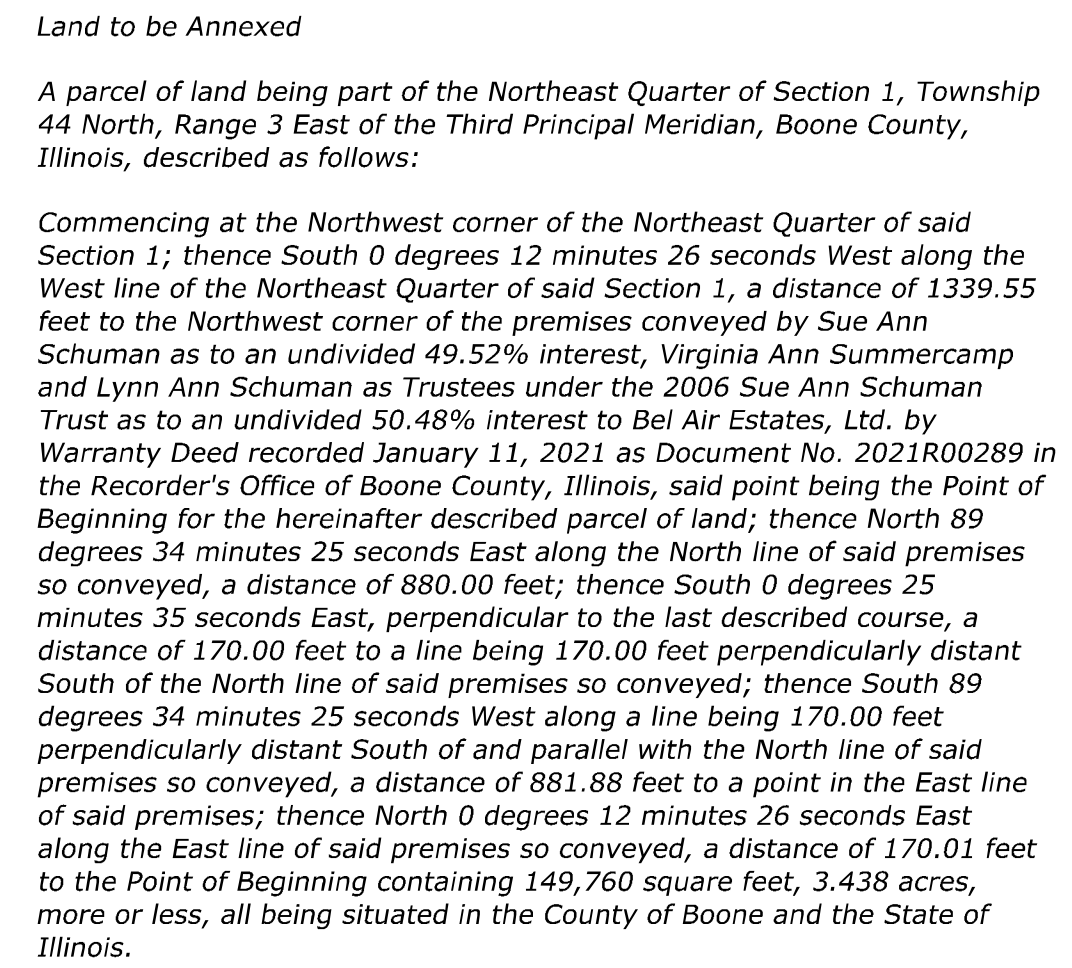 Land to be Annexed
A parcel of land being part of the Northeast Quarter of Section 1, Township
44 North, Range 3 East of the Third Principal Meridian, Boone County,
Illinois, described as follows:
Commencing at the Northwest corner of the Northeast Quarter of said
Section 1; thence South 0 degrees 12 minutes 26 seconds West along the
West line of the Northeast Quarter of said Section 1, a distance of 1339.55
feet to the Northwest corner of the premises conveyed by Sue Ann
Schuman as to an undivided 49.52% interest, Virginia Ann Summercamp
and Lynn Ann Schuman as Trustees under the 2006 Sue Ann Schuman
Trust as to an undivided 50.48% interest to Bel Air Estates, Ltd. by
Warranty Deed recorded January 11, 2021 as Document No. 2021R00289 in
the Recorder's Office of Boone County, Illinois, said point being the Point of
Beginning for the hereinafter described parcel of land; thence North 89
degrees 34 minutes 25 seconds East along the North line of said premises
so conveyed, a distance of 880.00 feet; thence South 0 degrees 25
minutes 35 seconds East, perpendicular to the last described course, a
distance of 170.00 feet to a line being 170.00 feet perpendicularly distant
South of the North line of said premises so conveyed; thence South 89
degrees 34 minutes 25 seconds West along a line being 170.00 feet
perpendicularly distant South of and parallel with the North line of said
premises so conveyed, a distance of 881.88 feet to a point in the East line
of said premises; thence North 0 degrees 12 minutes 26 seconds East
along the East line of said premises so conveyed, a distance of 170.01 feet
to the Point of Beginning containing 149,760 square feet, 3.438 acres,
more or less, all being situated in the County of Boone and the State of
Illinois.